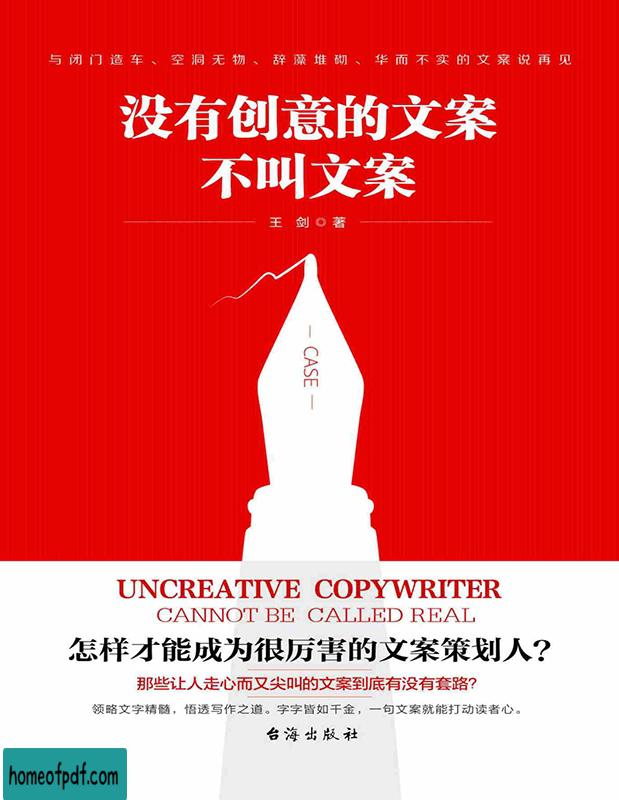 与闭门造车、空洞无物、辞藻堆砌、华而不实的文案说再见
没有创意的文案
不叫文案
王 剑◎著
— CASE —
UNCREATIVE COPYWRITER
CANNOT BE CALLED REAL
怎样才能成为很厉害的文案策划人?
那些让人走心而又尖叫的文案到底有没有套路?
领略文字精髓，悟透写作之道。字字皆如千金，一句文案就能打动读者心。
台海出版社
homeofpdf.com